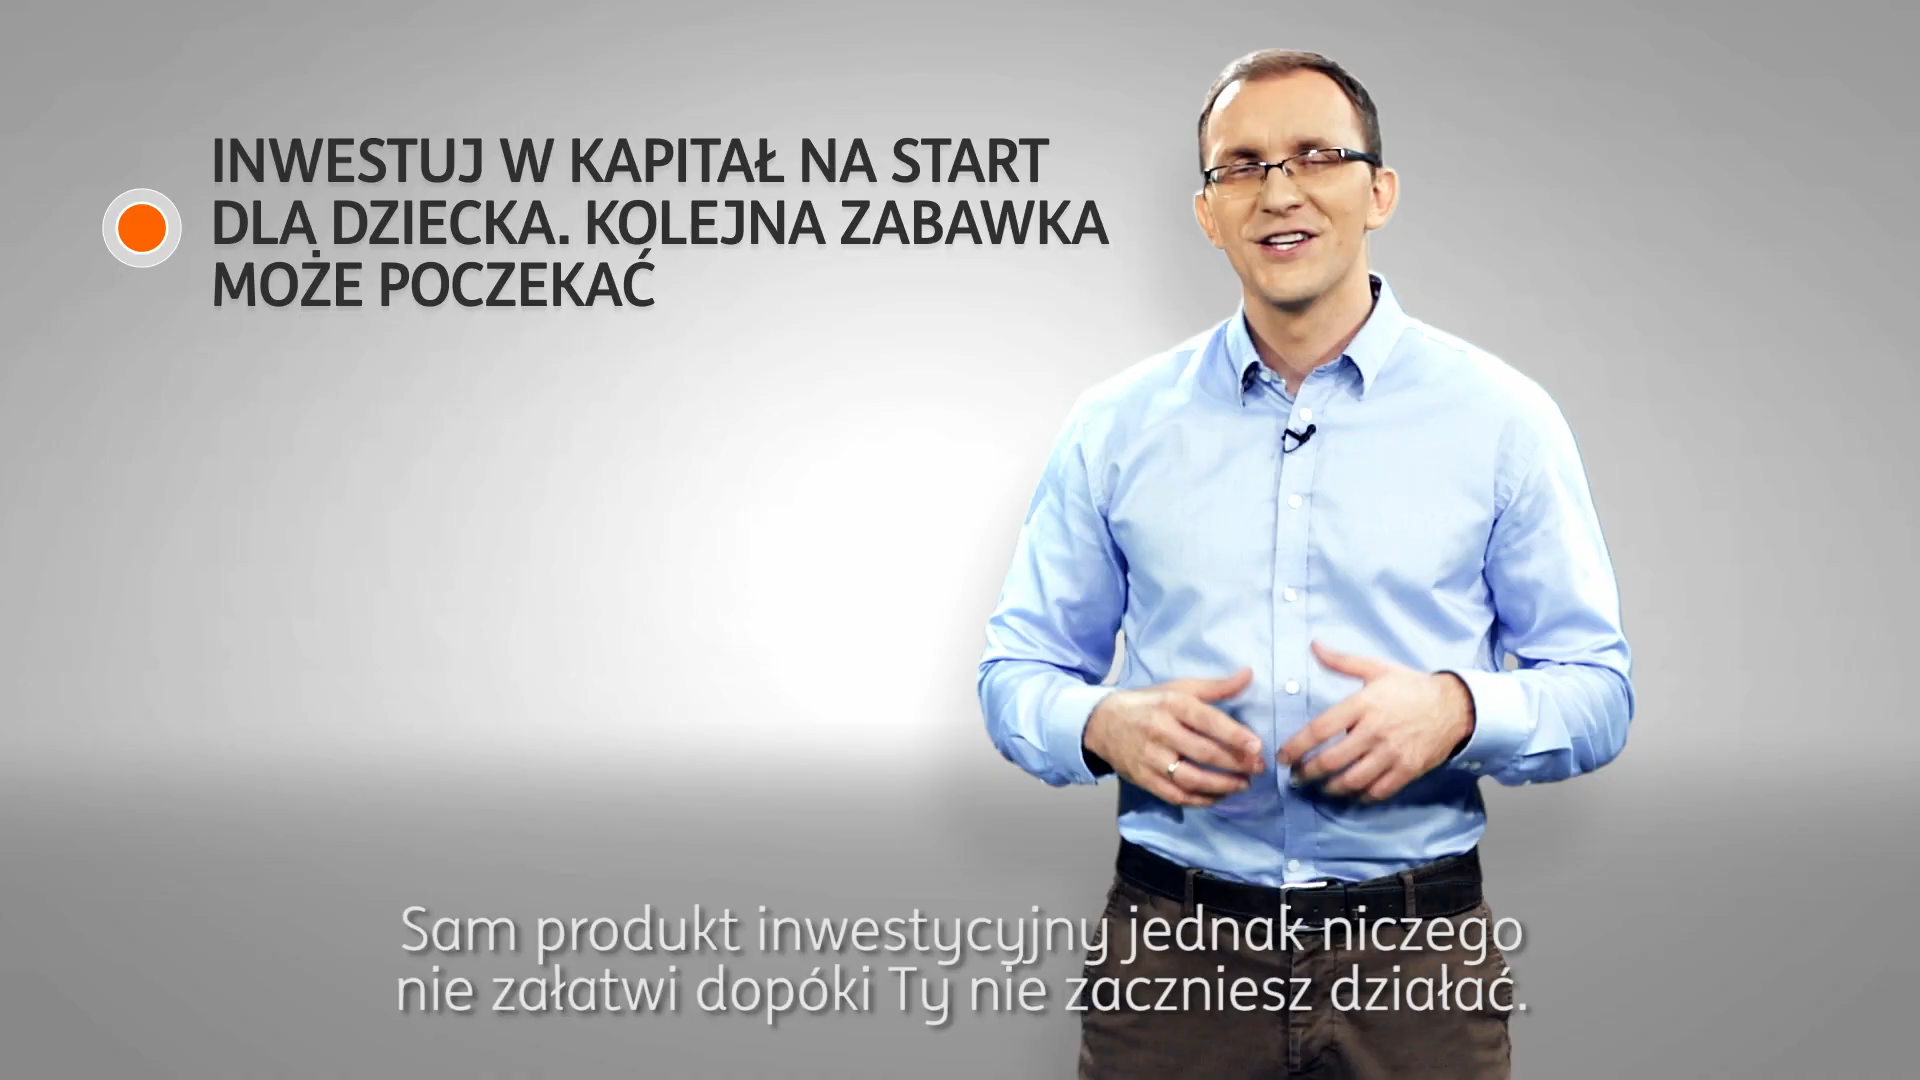 INWESTUJ W KAPITAŁ NA START
DLA DZIECKA. KOLEJNA ZABAWKA
MOŻE POCZEKAĆ
Sam produkt inwestycyjny jednak niczego
nie załatwi dopóki Ty nie zaczniesz działać.